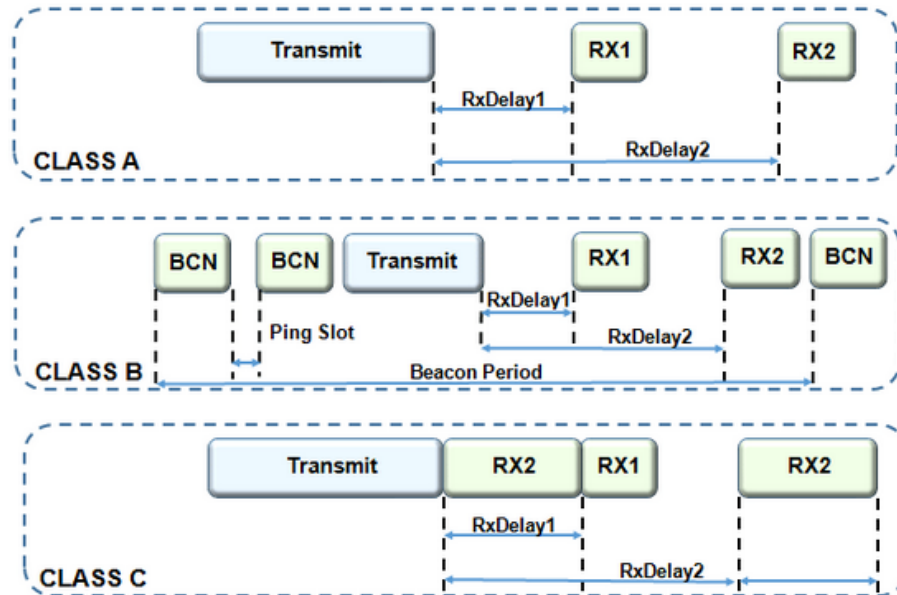 Transmit RX1 RX2
RxDelay1
RxDelay2
CLASS A
BCN BCN Transmit RX1 RX2 BCN
RxDelay1
Ping Slot
RxDelay2
CLASS B
Beacon Period
Transmit RX2 RX1 RX2
RxDelay1
RxDelay2
CLASS C